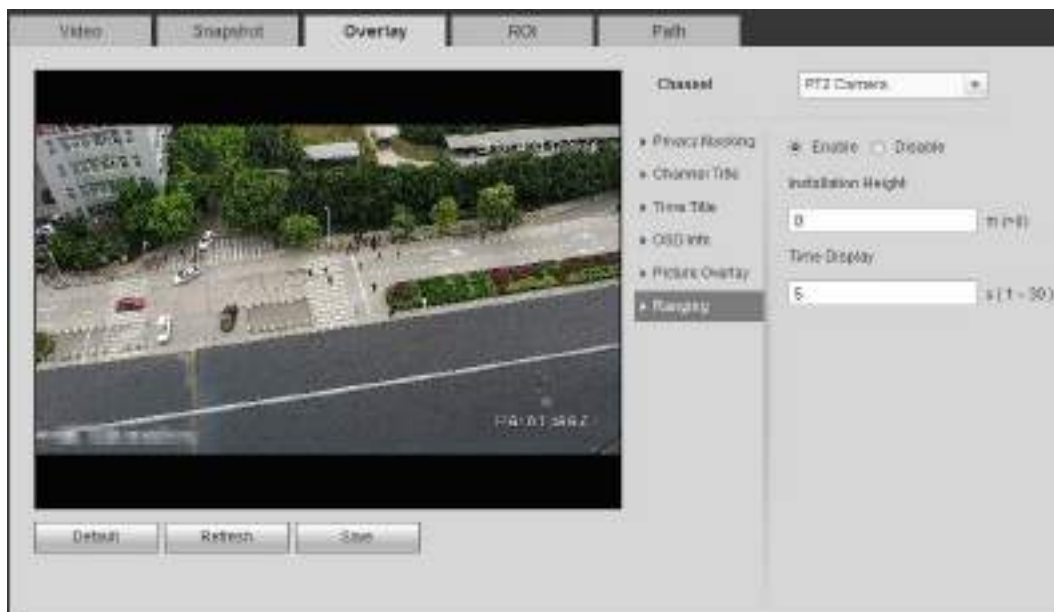 Video Snapshot Overlay ROI Path
Channel PTZ Camera
Privacy Masking
Channel Title
Time Title
OSD Info
Picture Overlay
Ranging
Enable Disable
Installation Height
0 m (>0)
Time Display
5 s (1 ~ 30)
Default Refresh Save